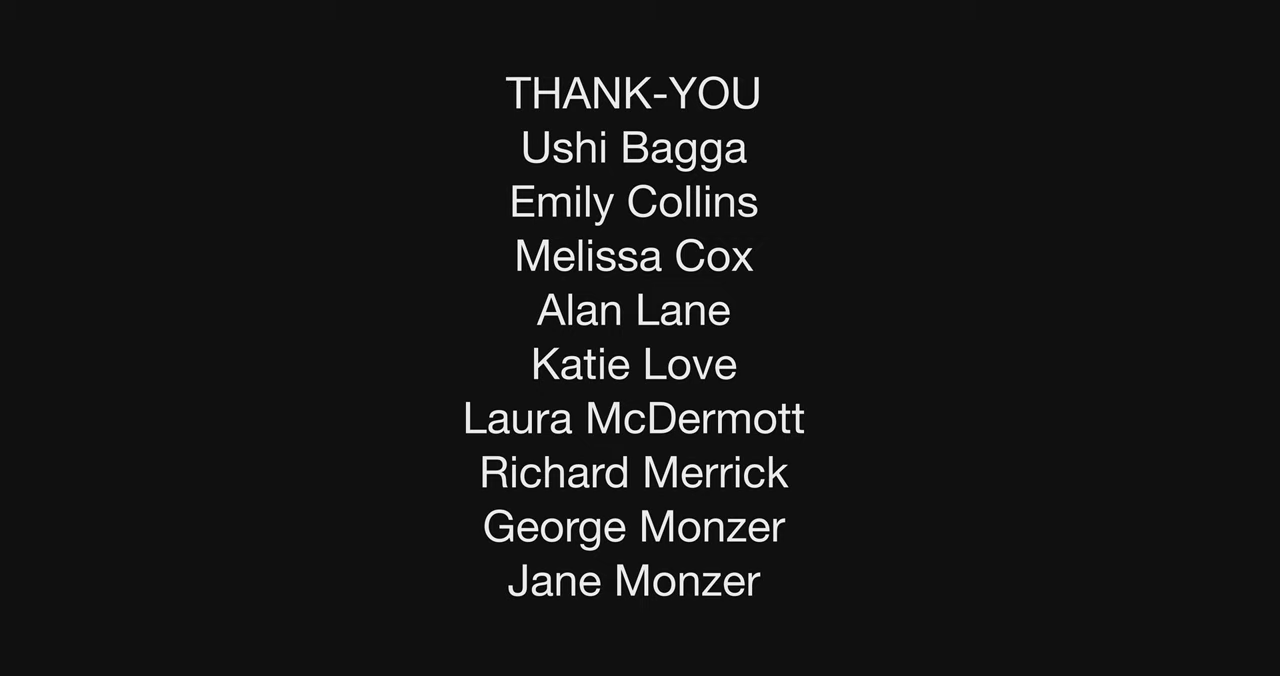 THANK-YOU
Ushi Bagga
Emily Collins
Melissa Cox
Alan Lane
Katie Love
Laura McDermott
Richard Merrick
George Monzer
Jane Monzer